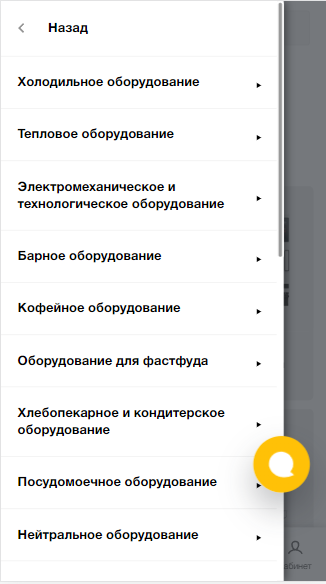 Назад
Холодильное оборудование
Тепловое оборудование
Электромеханическое и
технологическое оборудование
Барное оборудование
Кофейное оборудование
Оборудование для фастфуда
Хлебопекарное и кондитерское
оборудование
Посудомоечное оборудование
Нейтральное оборудование
абинет